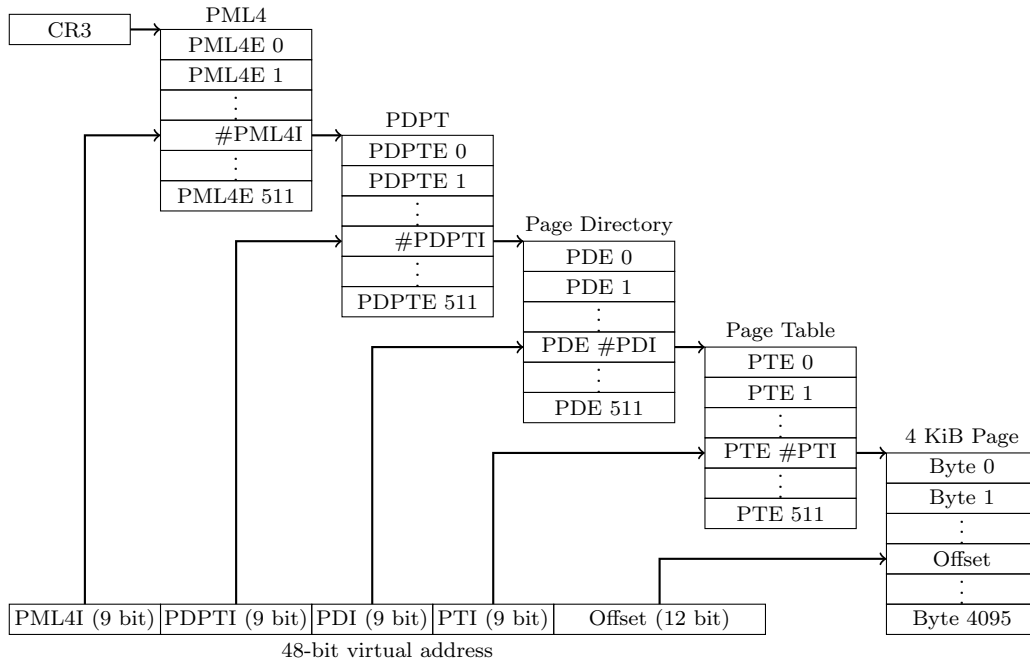 PML4
CR3
PML4E 0
PML4E 1
⋮
#PML4I
⋮
PML4E 511
PDPT
PDPTE 0
PDPTE 1
⋮
#PDPTI
⋮
PDPTE 511
Page Directory
PDE 0
PDE 1
⋮
PDE #PDI
⋮
PDE 511
Page Table
PTE 0
PTE 1
⋮
PTE #PTI
⋮
PTE 511
4 KiB Page
Byte 0
Byte 1
⋮
Offset
⋮
Byte 4095
PML4I (9 bit) PDPTI (9 bit) PDI (9 bit) PTI (9 bit) Offset (12 bit)
48-bit virtual address